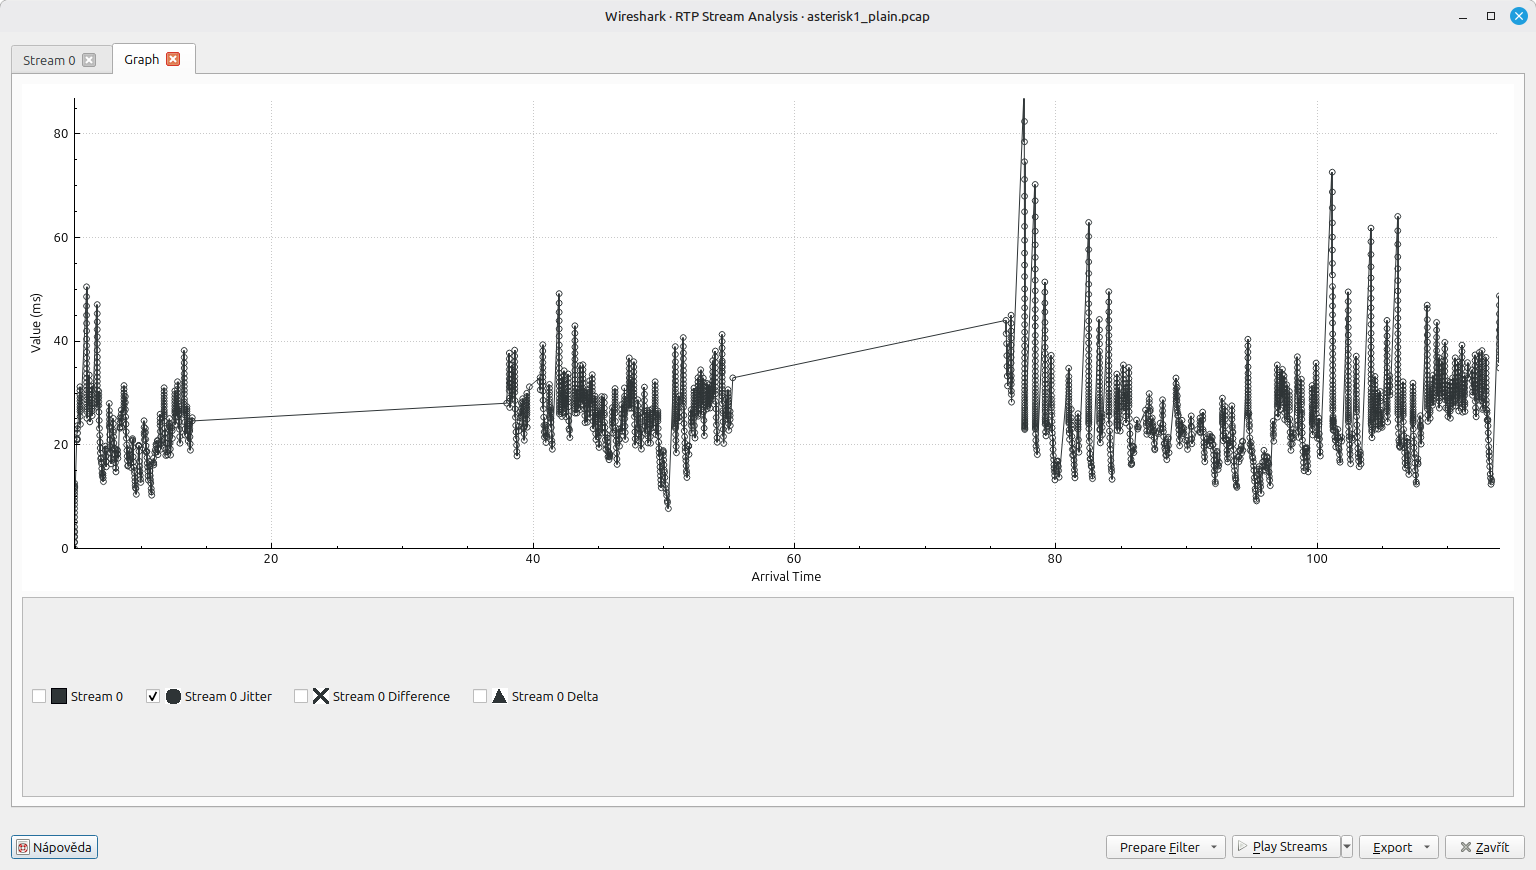 Wireshark · RTP Stream Analysis · asterisk1_plain.pcap
Stream 0
Graph
80
60
40
20
0
Value (ms)
20 40 60 80 100
Arrival Time
Stream 0 Stream 0 Jitter Stream 0 Difference Stream 0 Delta
Nápověda Prepare Filter Play Streams Export Zavřít